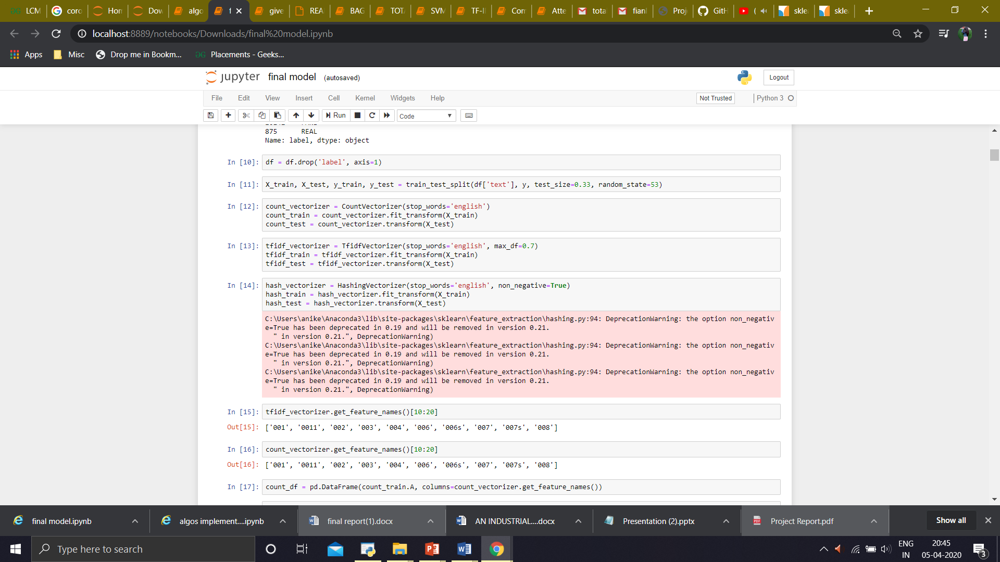 LCM
coro
Hom
Dow
algo
f
give
REA
BAG
TOTA
SVM
TF-I
Com
Atte
tota
fianl
Proj
GitH
(
skle
skle
localhost:8889/notebooks/Downloads/final%20model.ipynb
Apps
Misc
Drop me in Bookm...
Placements - Geeks...
jupyter final model (autosaved)
Logout
File Edit View Insert Cell Kernel Widgets Help
Not Trusted
Python 3
Run
Code
875 REAL
Name: label, dtype: object
In [10]: df = df.drop('label', axis=1)
In [11]: X_train, X_test, y_train, y_test = train_test_split(df['text'], y, test_size=0.33, random_state=53)
In [12]: count_vectorizer = CountVectorizer(stop_words='english')
count_train = count_vectorizer.fit_transform(X_train)
count_test = count_vectorizer.transform(X_test)
In [13]: tfidf_vectorizer = TfidfVectorizer(stop_words='english', max_df=0.7)
tfidf_train = tfidf_vectorizer.fit_transform(X_train)
tfidf_test = tfidf_vectorizer.transform(X_test)
In [14]: hash_vectorizer = HashingVectorizer(stop_words='english', non_negative=True)
hash_train = hash_vectorizer.fit_transform(X_train)
hash_test = hash_vectorizer.transform(X_test)
C:\Users\anike\Anaconda3\lib\site-packages\sklearn\feature_extraction\hashing.py:94: DeprecationWarning: the option non_negativ
e=True has been deprecated in 0.19 and will be removed in version 0.21.
" in version 0.21.", DeprecationWarning)
C:\Users\anike\Anaconda3\lib\site-packages\sklearn\feature_extraction\hashing.py:94: DeprecationWarning: the option non_negativ
e=True has been deprecated in 0.19 and will be removed in version 0.21.
" in version 0.21.", DeprecationWarning)
C:\Users\anike\Anaconda3\lib\site-packages\sklearn\feature_extraction\hashing.py:94: DeprecationWarning: the option non_negativ
e=True has been deprecated in 0.19 and will be removed in version 0.21.
" in version 0.21.", DeprecationWarning)
In [15]: tfidf_vectorizer.get_feature_names()[10:20]
Out[15]: ['001', '0011', '002', '003', '004', '006', '006s', '007', '007s', '008']
In [16]: count_vectorizer.get_feature_names()[10:20]
Out[16]: ['001', '0011', '002', '003', '004', '006', '006s', '007', '007s', '008']
In [17]: count_df = pd.DataFrame(count_train.A, columns=count_vectorizer.get_feature_names())
final model.ipynb
algos implement....ipynb
final report(1).docx
AN INDUSTRIAL....docx
Presentation (2).pptx
Project Report.pdf
Show all
Type here to search
ENG
IN
20:45
05-04-2020
3